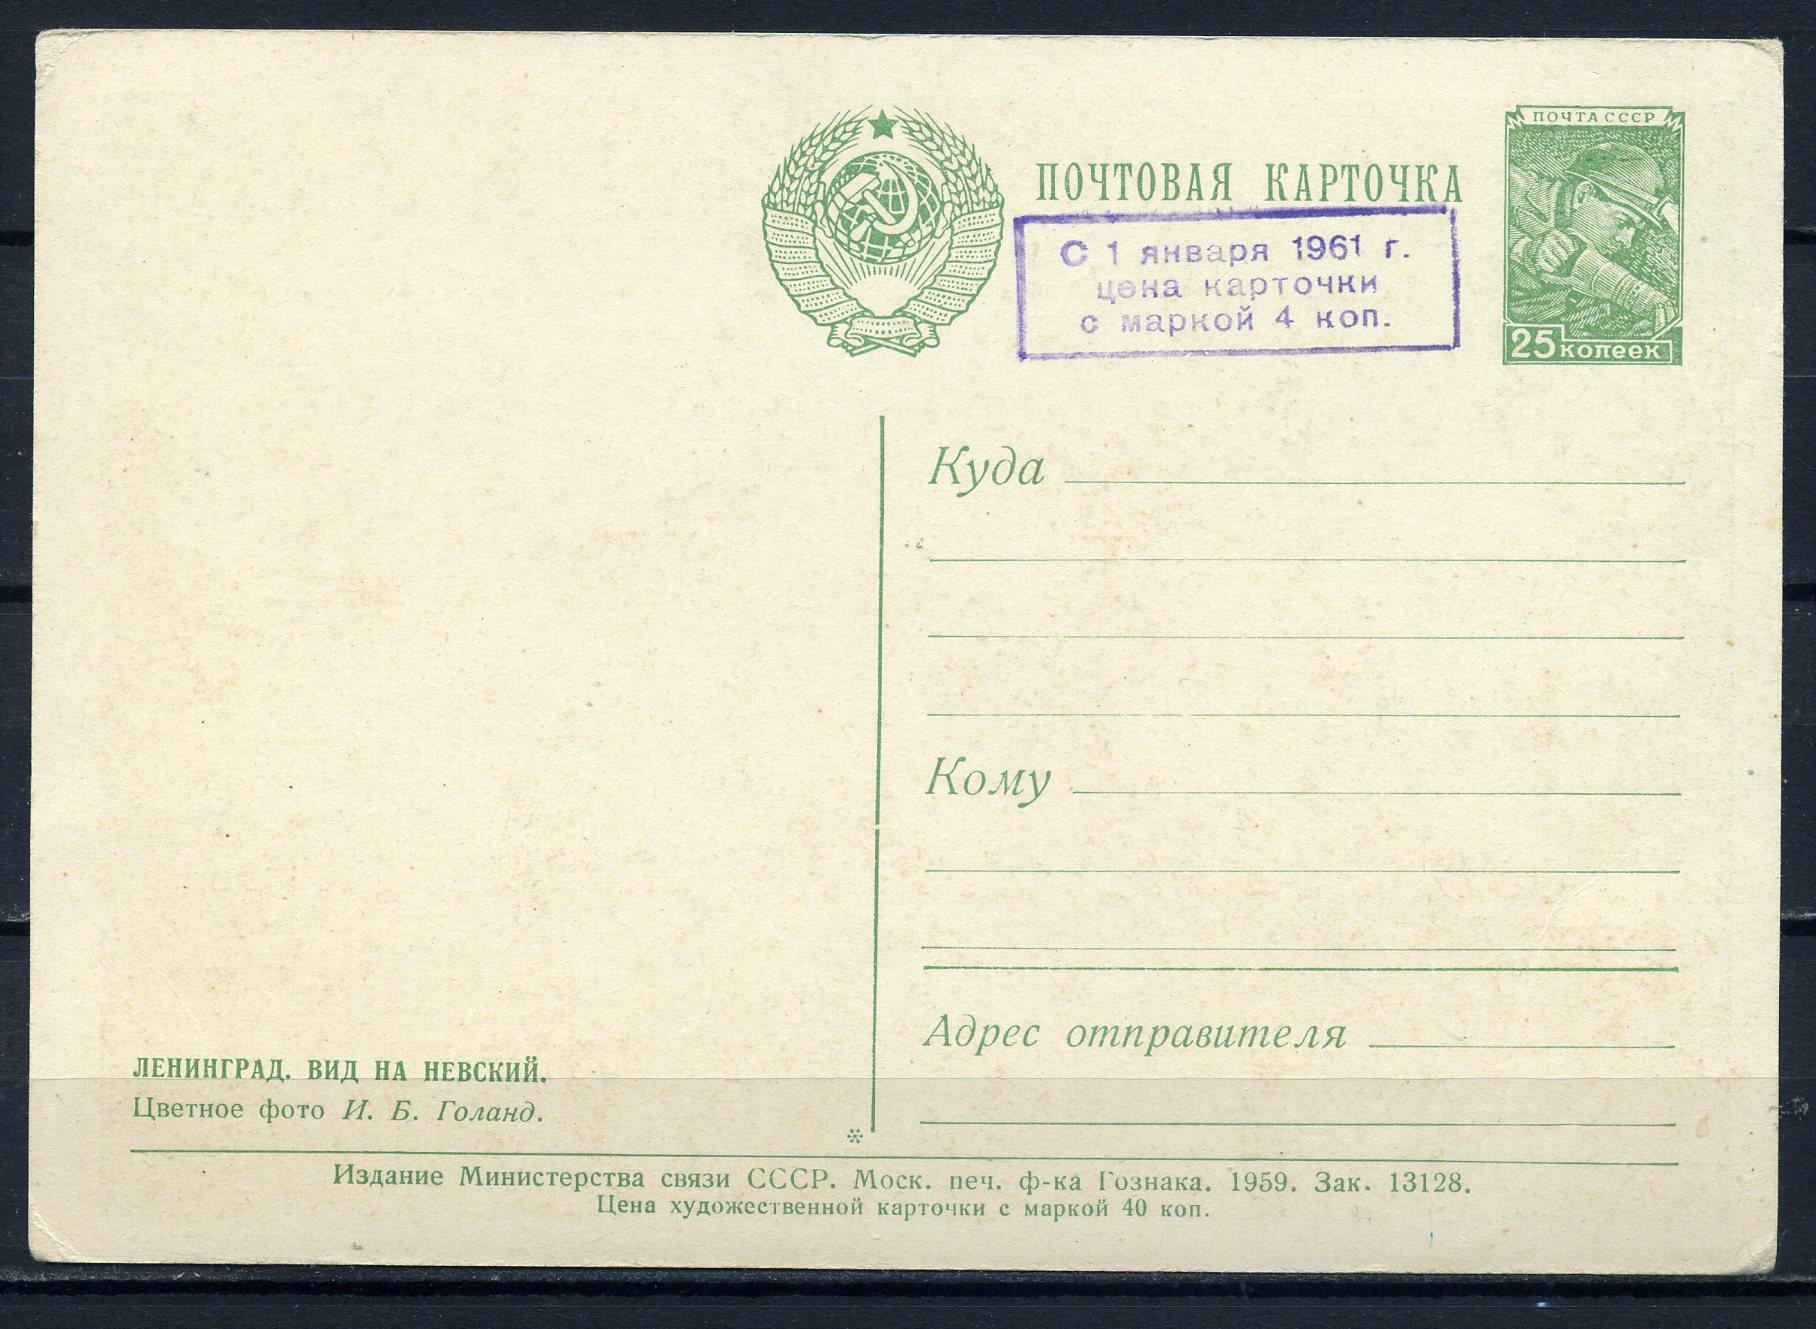 ПОЧТОВАЯ КАРТОЧКА
ПОЧТА СССР
25 копеек
С 1 января 1961 г.
цена карточки
с маркой 4 коп.
Куда
Кому
Адрес отправителя
ЛЕНИНГРАД. ВИД НА НЕВСКИЙ.
Цветное фото И. Б. Голанд.
*
Издание Министерства связи СССР. Моск. печ. ф-ка Гознака. 1959. Зак. 13128.
Цена художественной карточки с маркой 40 коп.